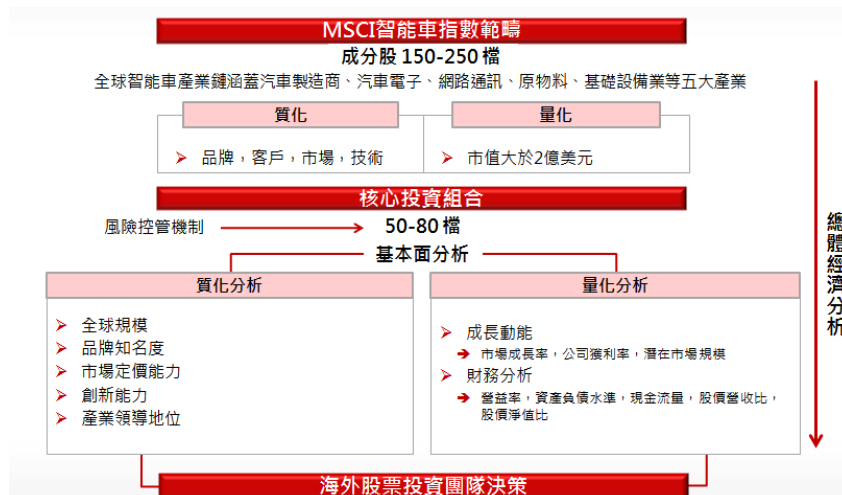 MSCI智能車指數範疇
成分股 150-250 檔
全球智能車產業鏈涵蓋汽車製造商、汽車電子、網路通訊、原物料、基礎設備業等五大產業
質化
品牌，客戶，市場，技術
量化
市值大於2億美元
核心投資組合
風險控管機制
50-80 檔
基本面分析
質化分析
全球規模
品牌知名度
市場定價能力
創新能力
產業領導地位
量化分析
成長動能
市場成長率，公司獲利率，潛在市場規模
財務分析
營益率，資產負債水準，現金流量，股價營收比，
股價淨值比
總體經濟分析
海外股票投資團隊決策